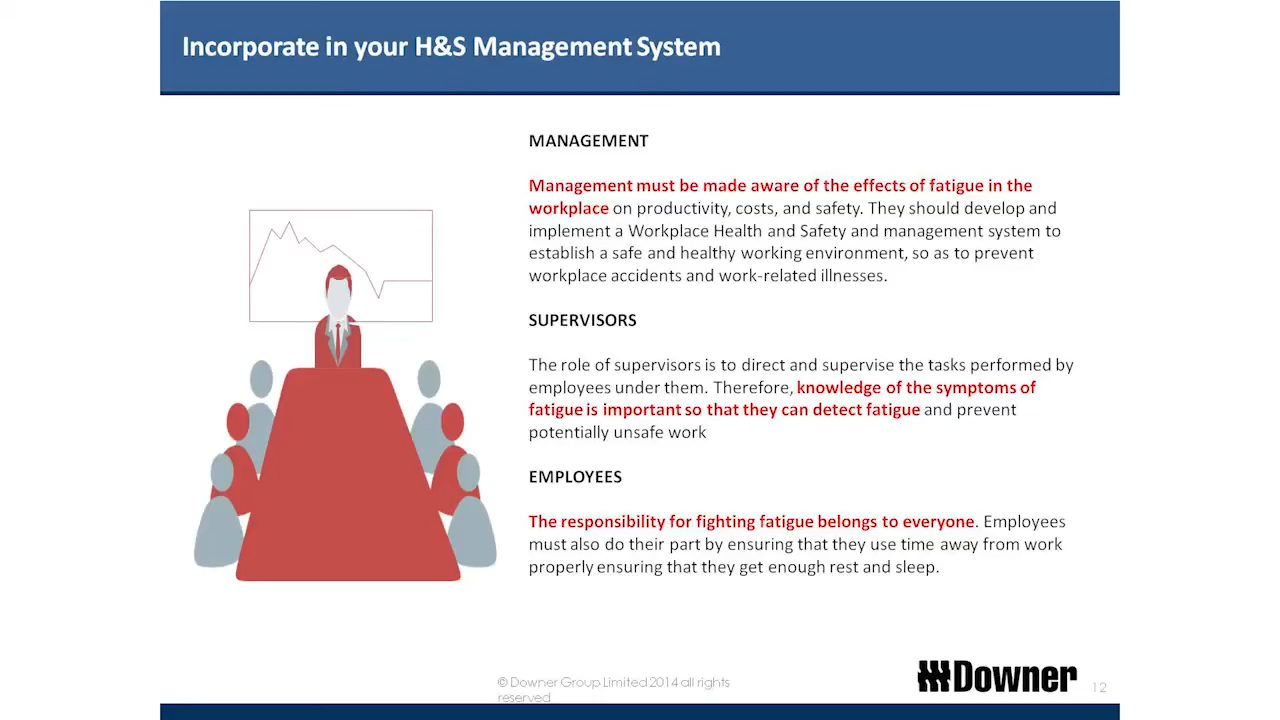 Incorporate in your H&S Management System
MANAGEMENT
Management must be made aware of the effects of fatigue in the
workplace on productivity, costs, and safety. They should develop and
implement a Workplace Health and Safety and management system to
establish a safe and healthy working environment, so as to prevent
workplace accidents and work-related illnesses.
SUPERVISORS
The role of supervisors is to direct and supervise the tasks performed by
employees under them. Therefore, knowledge of the symptoms of
fatigue is important so that they can detect fatigue and prevent
potentially unsafe work
EMPLOYEES
The responsibility for fighting fatigue belongs to everyone. Employees
must also do their part by ensuring that they use time away from work
properly ensuring that they get enough rest and sleep.
© Downer Group Limited 2014 all rights
reserved
Downer
12